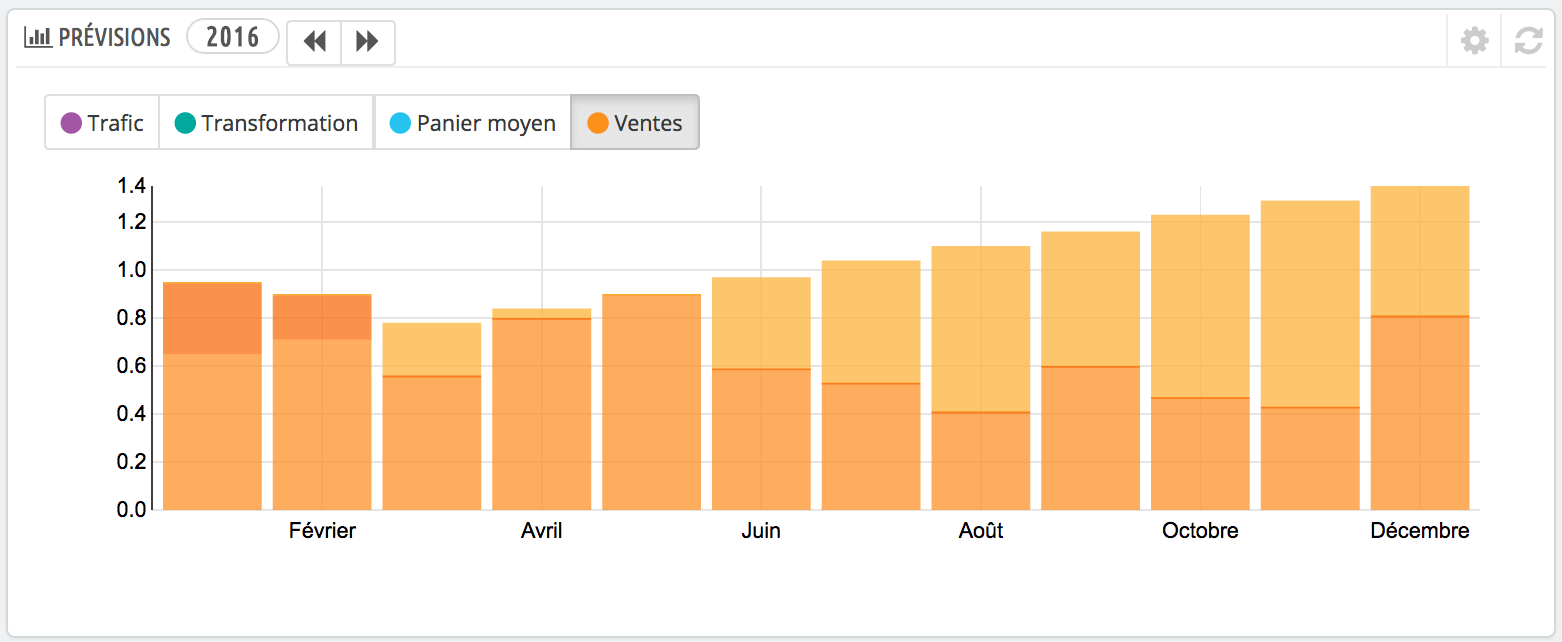 PRÉVISIONS 2016
Trafic Transformation Panier moyen Ventes
1.4
1.2
1.0
0.8
0.6
0.4
0.2
0.0
Février Avril Juin Août Octobre Décembre